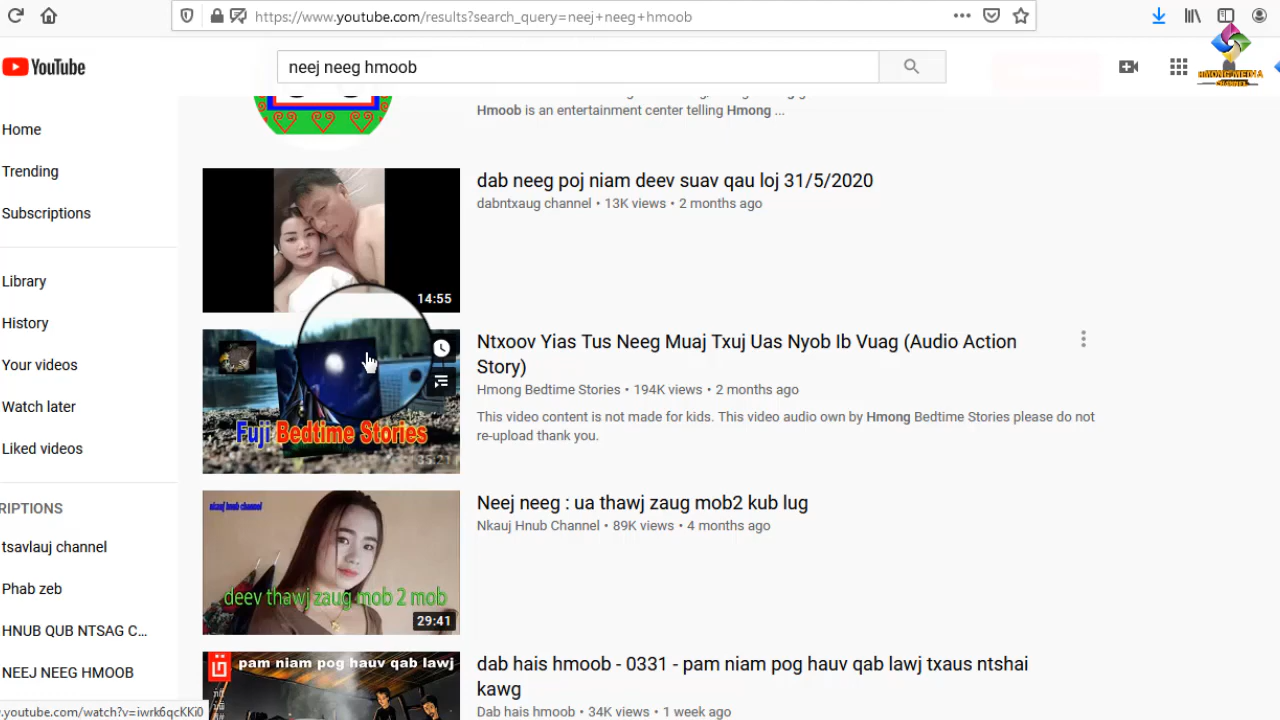 https://www.youtube.com/results?search_query=neej+neeg+hmoob
YouTube
neej neeg hmoob
HMONG MEDIA
CHANNEL
Hmoob is an entertainment center telling Hmong ...
Home
Trending
Subscriptions
Library
History
Your videos
Watch later
Liked videos
RIPTIONS
tsavlauj channel
Phab zeb
HNUB QUB NTSAG C...
NEEJ NEEG HMOOB
14:55
dab neeg poj niam deev suav qau loj 31/5/2020
dabntxaug channel • 13K views • 2 months ago
Fuji Bedtime Stories
35:21
Ntxoov Yias Tus Neeg Muaj Txuj Uas Nyob Ib Vuag (Audio Action
Story)
Hmong Bedtime Stories • 194K views • 2 months ago
This video content is not made for kids. This video audio own by Hmong Bedtime Stories please do not
re-upload thank you.
nkauj hnub channel
deev thawj zaug mob 2 mob
29:41
Neej neeg : ua thawj zaug mob2 kub lug
Nkauj Hnub Channel • 89K views • 4 months ago
pam niam pog hauv qab lawj
dab hais hmoob - 0331 - pam niam pog hauv qab lawj txaus ntshai
kawg
Dab hais hmoob • 34K views • 1 week ago
.youtube.com/watch?v=iwrk6qcKKi0